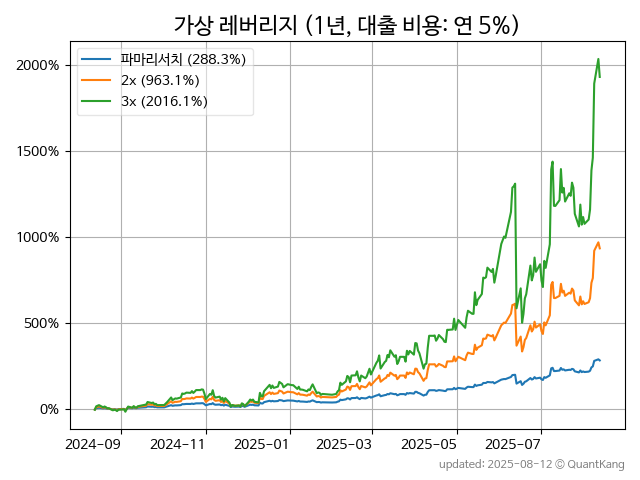 가상 레버리지 (1년, 대출 비용: 연 5%)
파마리서치 (288.3%)
2x (963.1%)
3x (2016.1%)
2000%
1500%
1000%
500%
0%
2024-09 2024-11 2025-01 2025-03 2025-05 2025-07
updated: 2025-08-12 © QuantKang